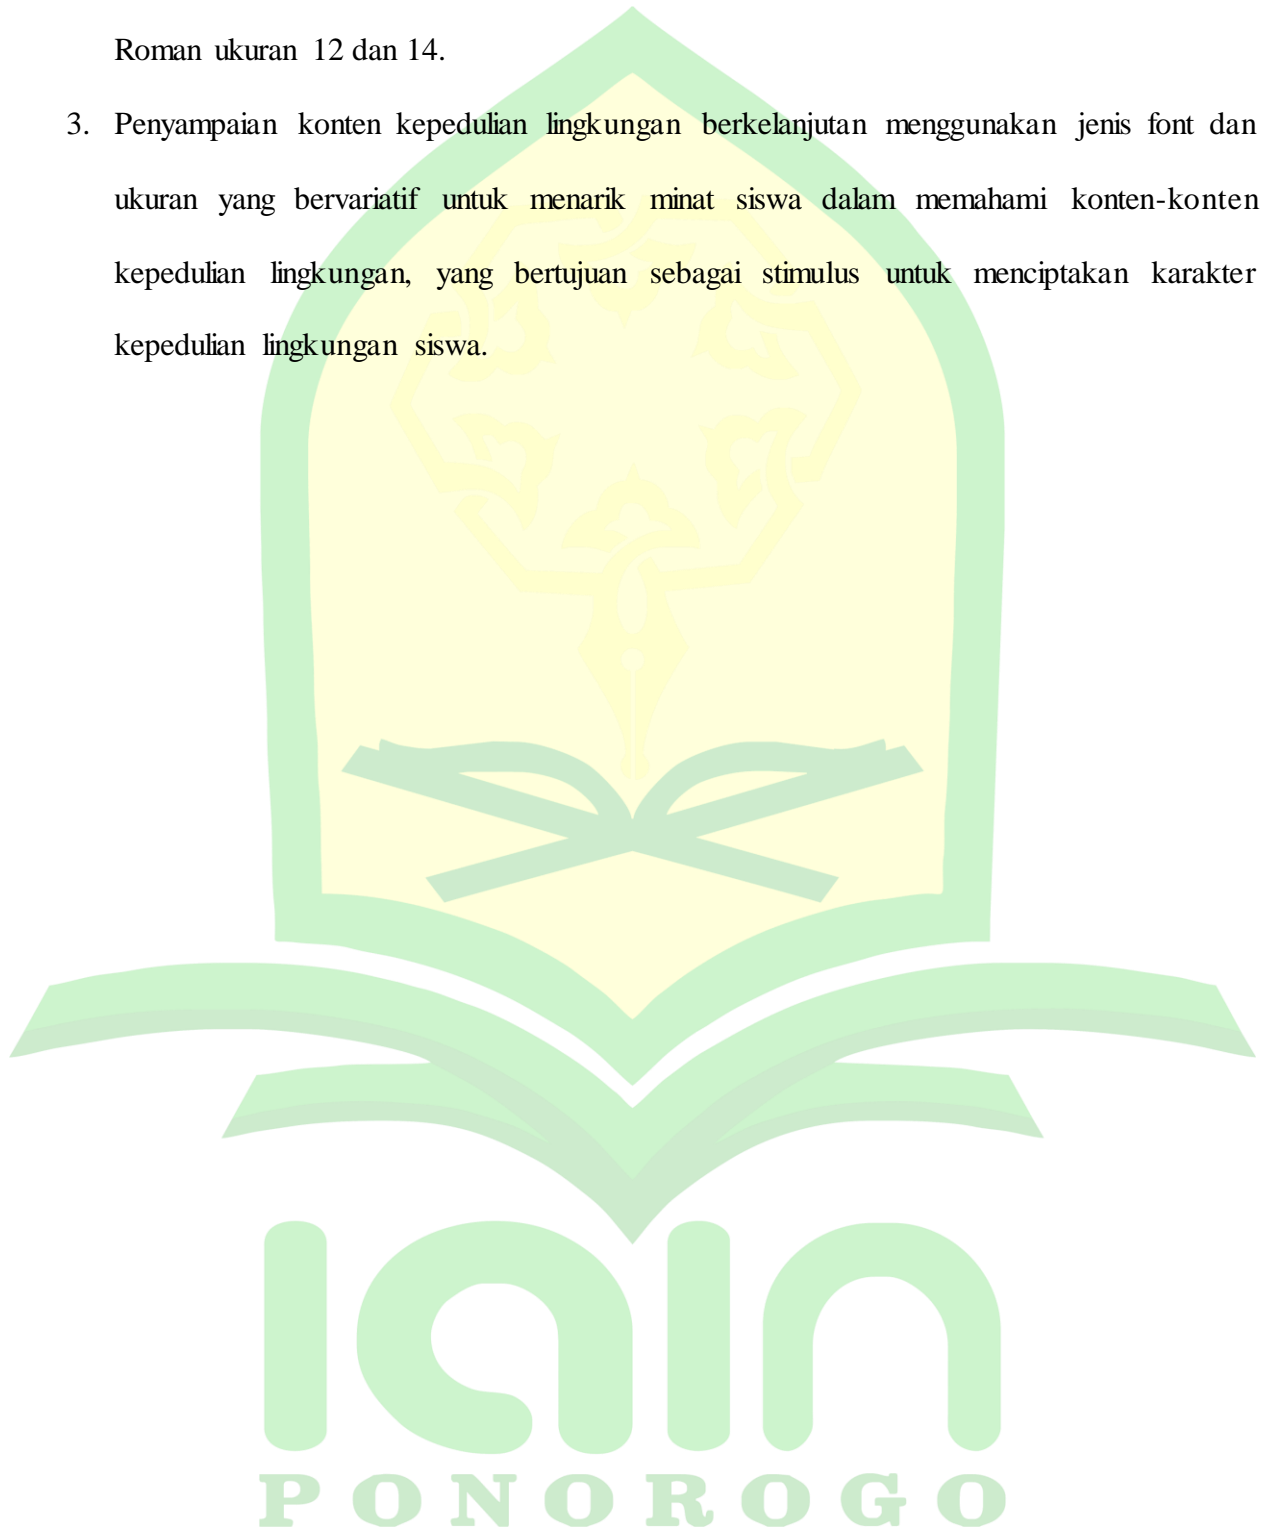 Roman ukuran 12 dan 14.
3. Penyampaian konten kepedulian lingkungan berkelanjutan menggunakan jenis font dan
ukuran yang bervariatif untuk menarik minat siswa dalam memahami konten-konten
kepedulian lingkungan, yang bertujuan sebagai stimulus untuk menciptakan karakter
kepedulian lingkungan siswa.
iain
PONOROGO